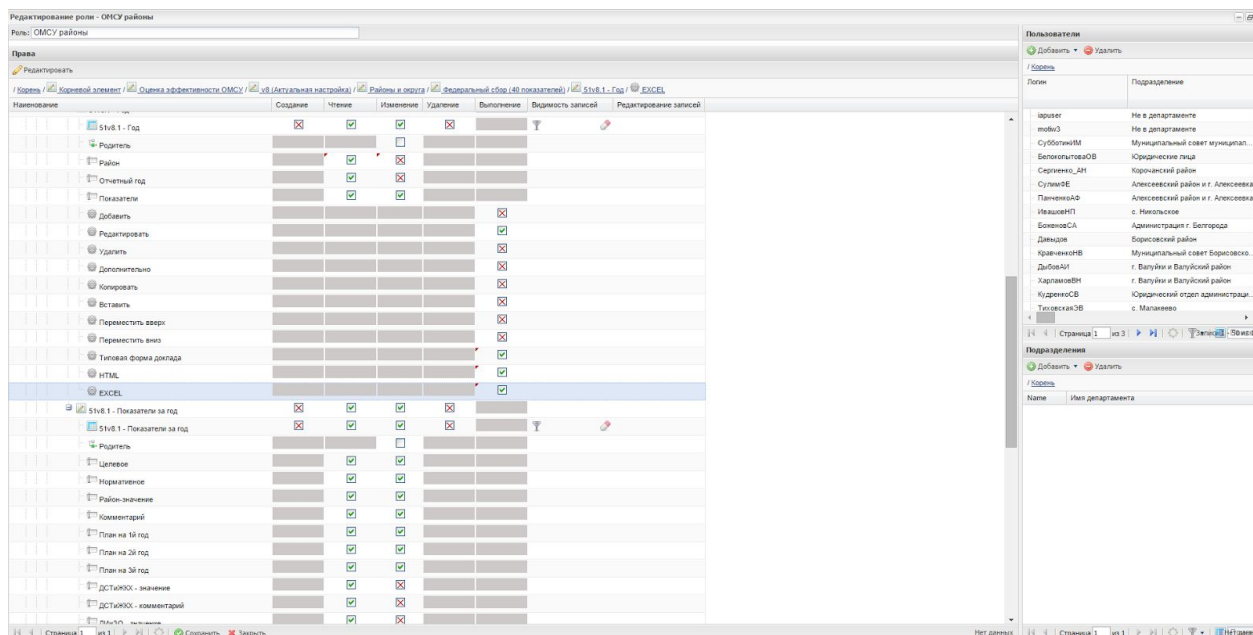 Редактирование роли - ОМСУ районы
Роль: ОМСУ районы
Права
Редактировать
/ Корень / Корневой элемент / Оценка эффективности ОМСУ / v8 (Актуальная настройка) / Районы и округа / Федеральный сбор (40 показателей) / 51v8.1 - Год / EXCEL
Наименование Создание Чтение Изменение Удаление Выполнение Видимость записей Редактирование записей
51v8.1 - Год
Родитель
Район
Отчетный год
Показатели
Добавить
Редактировать
Удалить
Дополнительно
Копировать
Вставить
Переместить вверх
Переместить вниз
Типовая форма доклада
HTML
EXCEL
51v8.1 - Показатели за год
51v8.1 - Показатели за год
Родитель
Целевое
Нормативное
Район-значение
Комментарий
План на 1й год
План на 2й год
План на 3й год
ДСТиЖКХ - значение
ДСТиЖКХ - комментарий
Страница 1 из 1 Сохранить Закрыть Нет данных
Пользователи
Добавить Удалить
/ Корень
Логин Подразделение
iapuser Не в департаменте
motiw3 Не в департаменте
СубботинИМ Муниципальный совет муниципал...
БелокопытоваОВ Юридические лица
Сергиенко_АН Корочанский район
СулимФЕ Алексеевский район и г. Алексеевка
ПанченкоАФ Алексеевский район и г. Алексеевка
ИвашовНП с. Никольское
БоженовСА Администрация г. Белгорода
Давыдов Борисовский район
КравченкоНВ Муниципальный совет Борисовско...
ДыбовАИ г. Валуйки и Валуйский район
ХарламовВН г. Валуйки и Валуйский район
КудренкоСВ Юридический отдел администраци...
ТиховскаяЭВ с. Малакеево
Страница 1 из 3
Подразделения
Добавить Удалить
/ Корень
Name Имя департамента
Страница 1 из 1